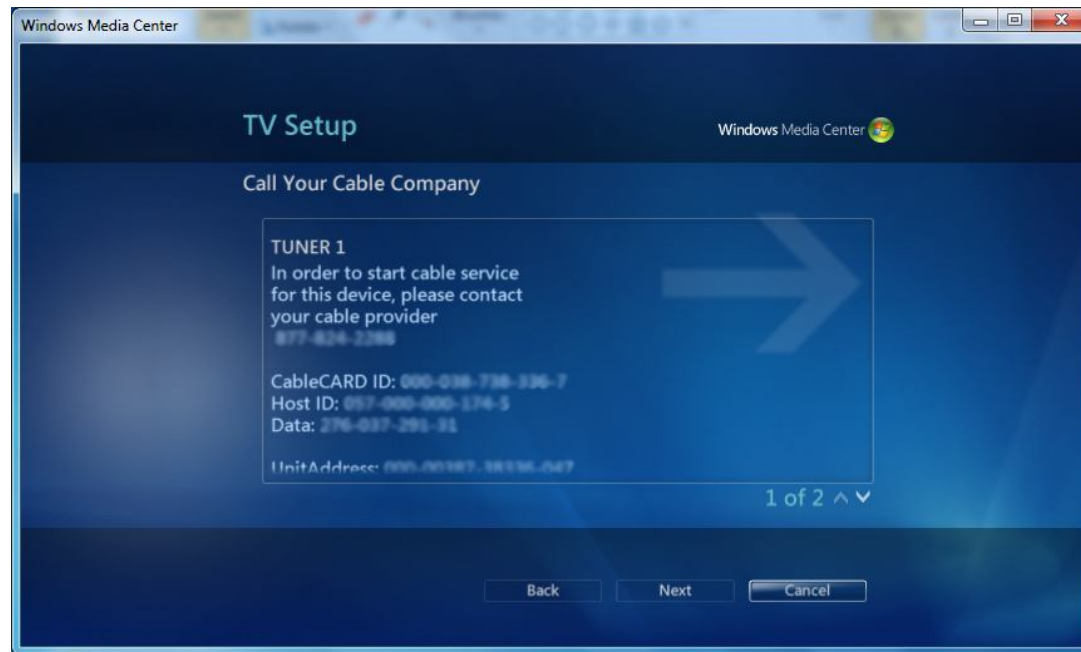 Windows Media Center
TV Setup
Windows Media Center
Call Your Cable Company
TUNER 1
In order to start cable service
for this device, please contact
your cable provider
CableCARD ID:
Host ID:
Data:
UnitAddress:
1 of 2
Back
Next
Cancel